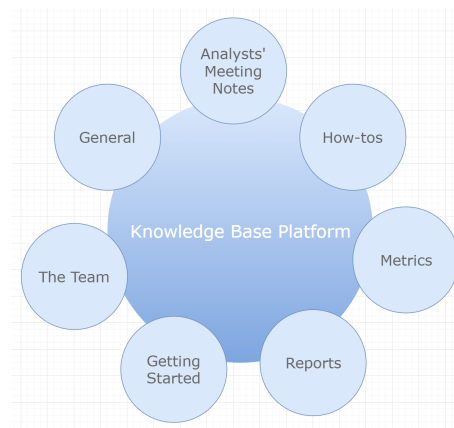 Analysts'
Meeting
Notes
General
How-tos
Knowledge Base Platform
Metrics
The Team
Getting
Started
Reports